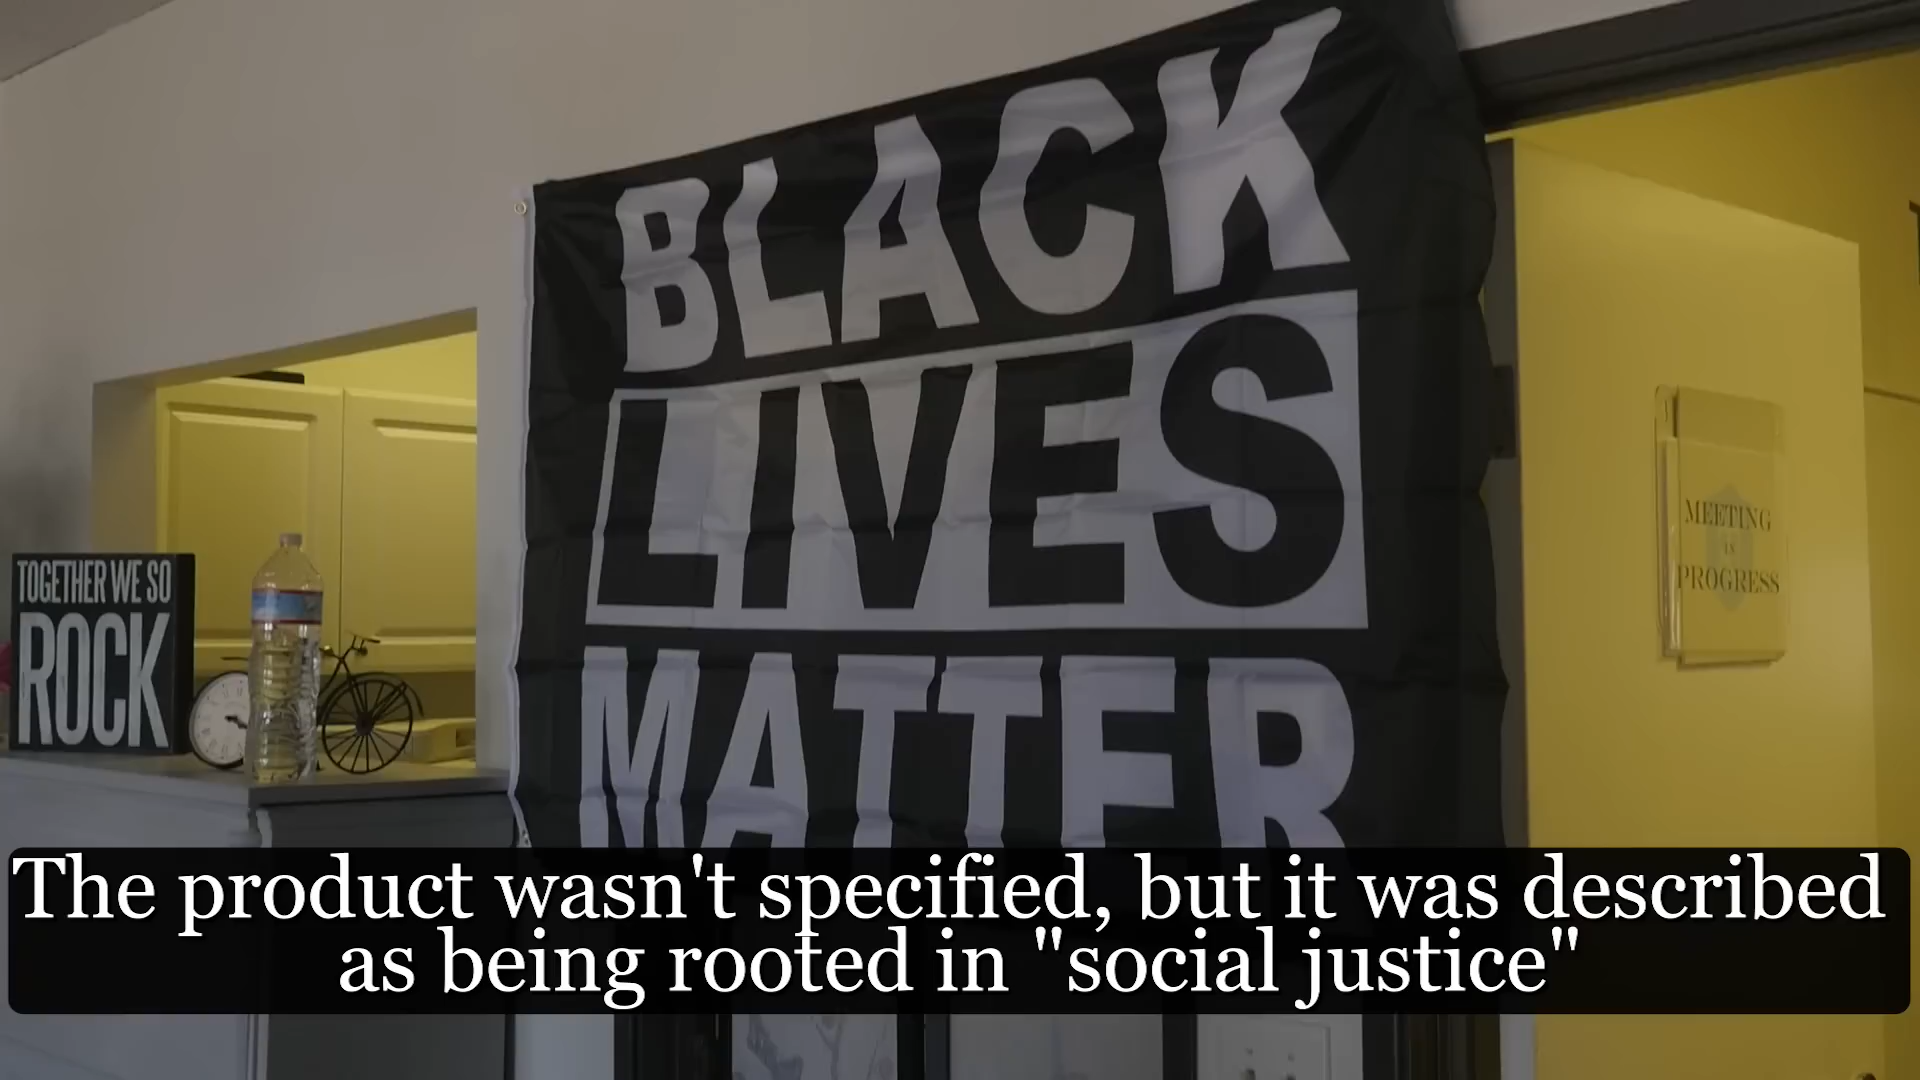 BLACK
LIVES
MATTER
TOGETHER WE SO
ROCK
MEETING
IN
PROGRESS
The product wasn't specified, but it was described
as being rooted in "social justice"